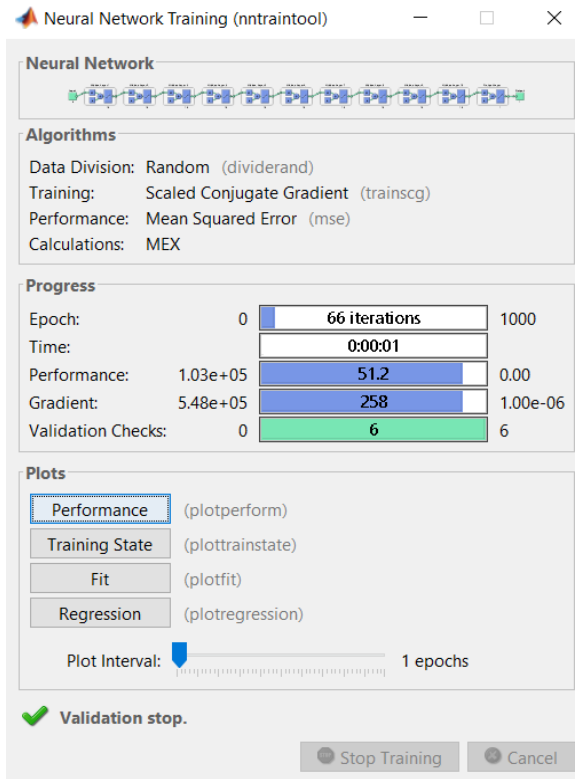 Neural Network Training (nntraintool)
Neural Network
Algorithms
Data Division: Random (dividerand)
Training: Scaled Conjugate Gradient (trainscg)
Performance: Mean Squared Error (mse)
Calculations: MEX
Progress
Epoch: 0 66 iterations 1000
Time: 0:00:01
Performance: 1.03e+05 51.2 0.00
Gradient: 5.48e+05 258 1.00e-06
Validation Checks: 0 6 6
Plots
Performance (plotperform)
Training State (plottrainstate)
Fit (plotfit)
Regression (plotregression)
Plot Interval: 1 epochs
Validation stop.
Stop Training Cancel